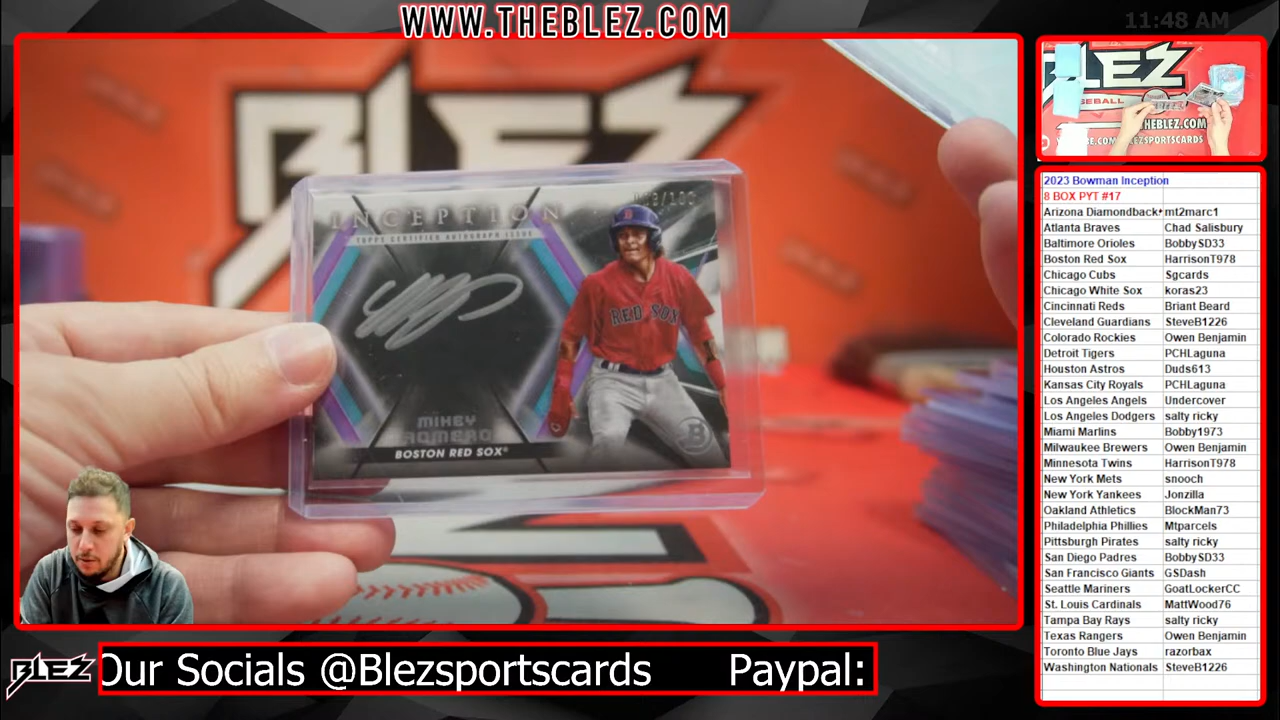 WWW.THEBLEZ.COM
11:48 AM
BLEZ
INCEPTION
TOPPS CERTIFIED AUTOGRAPH ISSUE
RED SOX
MIKEY
ROMERO
BOSTON RED SOX®
BLEZ
Our Socials @Blezsportscards Paypal:
BLEZ
BASEBALL
THEBLEZ.COM
2023 Bowman Inception
8 BOX PYT #17
Arizona Diamondback mt2marc1
Atlanta Braves Chad Salisbury
Baltimore Orioles BobbySD33
Boston Red Sox HarrisonT978
Chicago Cubs Sgcards
Chicago White Sox koras23
Cincinnati Reds Briant Beard
Cleveland Guardians SteveB1226
Colorado Rockies Owen Benjamin
Detroit Tigers PCHLaguna
Houston Astros Duds613
Kansas City Royals PCHLaguna
Los Angeles Angels Undercover
Los Angeles Dodgers salty ricky
Miami Marlins Bobby1973
Milwaukee Brewers Owen Benjamin
Minnesota Twins HarrisonT978
New York Mets snooch
New York Yankees Jonzilla
Oakland Athletics BlockMan73
Philadelphia Phillies Mtparcels
Pittsburgh Pirates salty ricky
San Diego Padres BobbySD33
San Francisco Giants GSDash
Seattle Mariners GoatLockerCC
St. Louis Cardinals MattWood76
Tampa Bay Rays salty ricky
Texas Rangers Owen Benjamin
Toronto Blue Jays razorbax
Washington Nationals SteveB1226